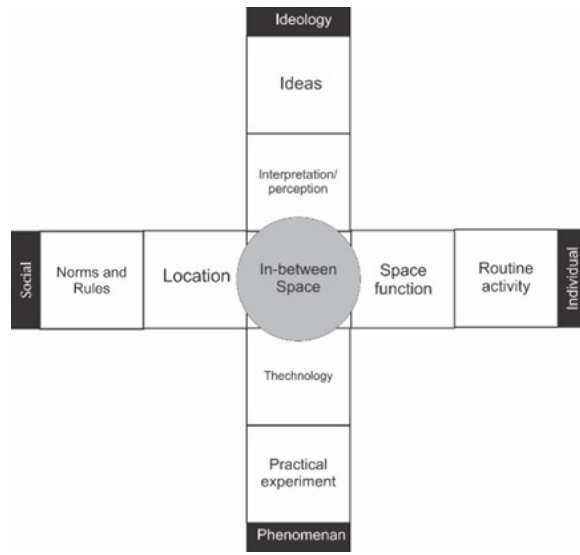 Ideology
Ideas
Interpretation/
perception
Social
Norms and
Rules
Location
In-between
Space
Space
function
Routine
activity
Individual
Thechnology
Practical
experiment
Phenomenan